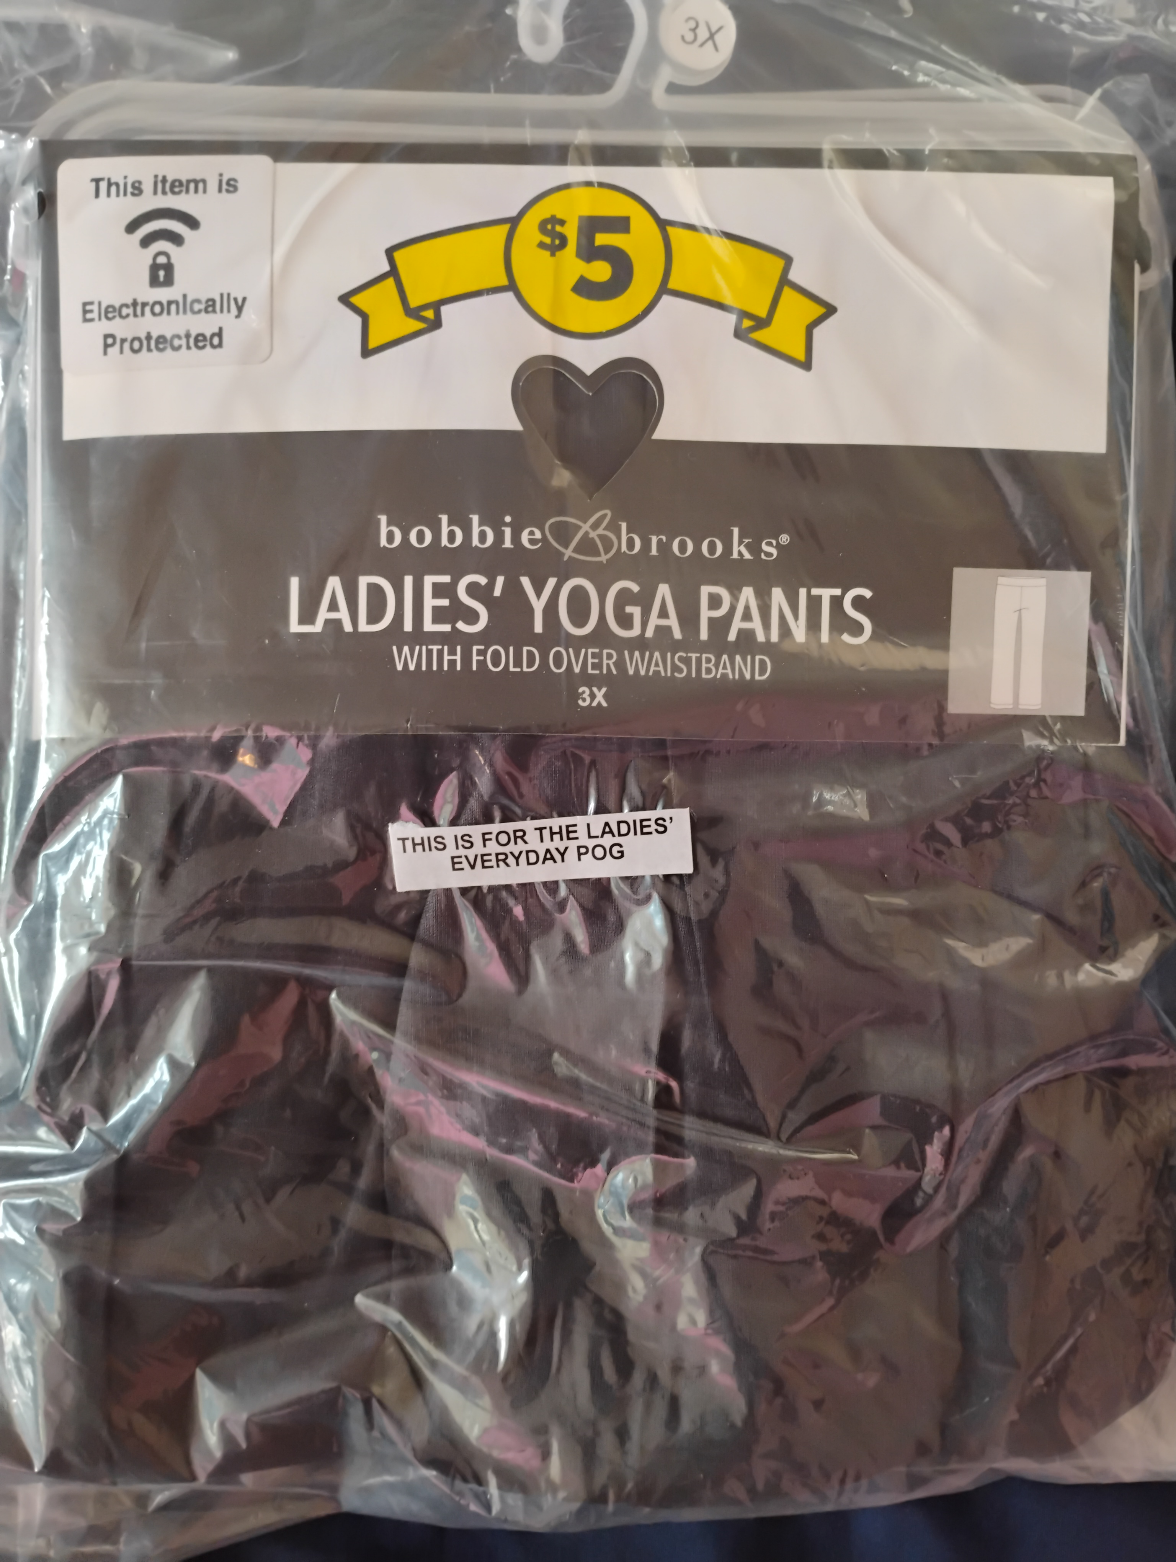 3X
This item is
Electronically
Protected
$5
bobbie B brooks®
LADIES' YOGA PANTS
WITH FOLD OVER WAISTBAND
3X
THIS IS FOR THE LADIES'
EVERYDAY POG